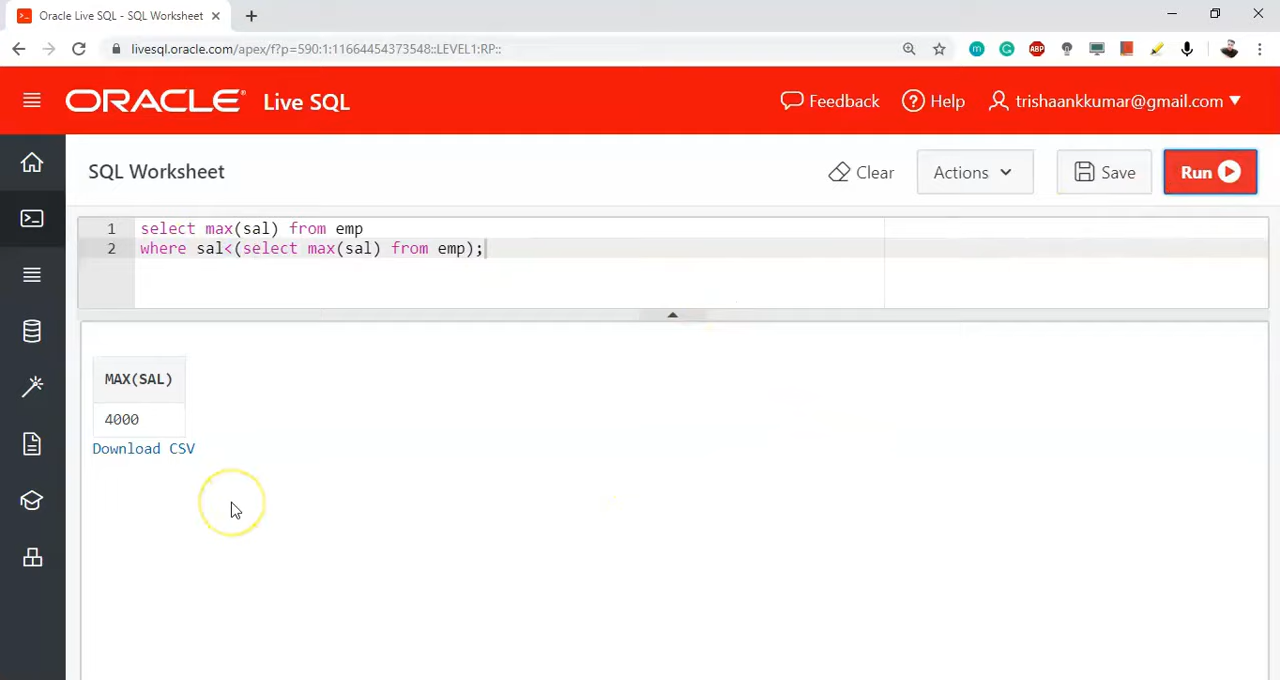 Oracle Live SQL - SQL Worksheet
livesql.oracle.com/apex/f?p=590:1:11664454373548::LEVEL1:RP::
ORACLE Live SQL
Feedback
Help
trishaankkumar@gmail.com
SQL Worksheet
Clear
Actions
Save
Run
1 select max(sal) from emp
2 where sal<(select max(sal) from emp);
MAX(SAL)
4000
Download CSV